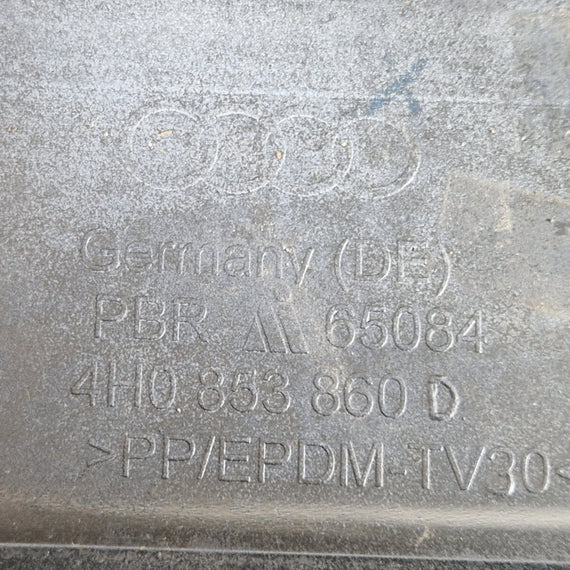 Germany (DE)
PBR 65084
4H0 853 860 D
>PP/EPDM-TV30<